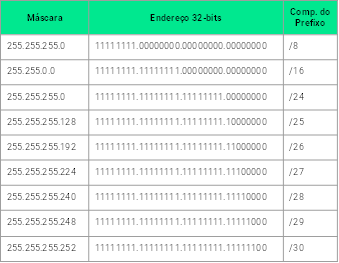 Máscara Endereço 32-bits Comp. do
Prefixo
255.255.255.0 11111111.00000000.00000000.00000000 /8
255.255.0.0 11111111.11111111.00000000.00000000 /16
255.255.255.0 11111111.11111111.11111111.00000000 /24
255.255.255.128 11111111.11111111.11111111.10000000 /25
255.255.255.192 11111111.11111111.11111111.11000000 /26
255.255.255.224 11111111.11111111.11111111.11100000 /27
255.255.255.240 11111111.11111111.11111111.11110000 /28
255.255.255.248 11111111.11111111.11111111.11111000 /29
255.255.255.252 11111111.11111111.11111111.11111100 /30